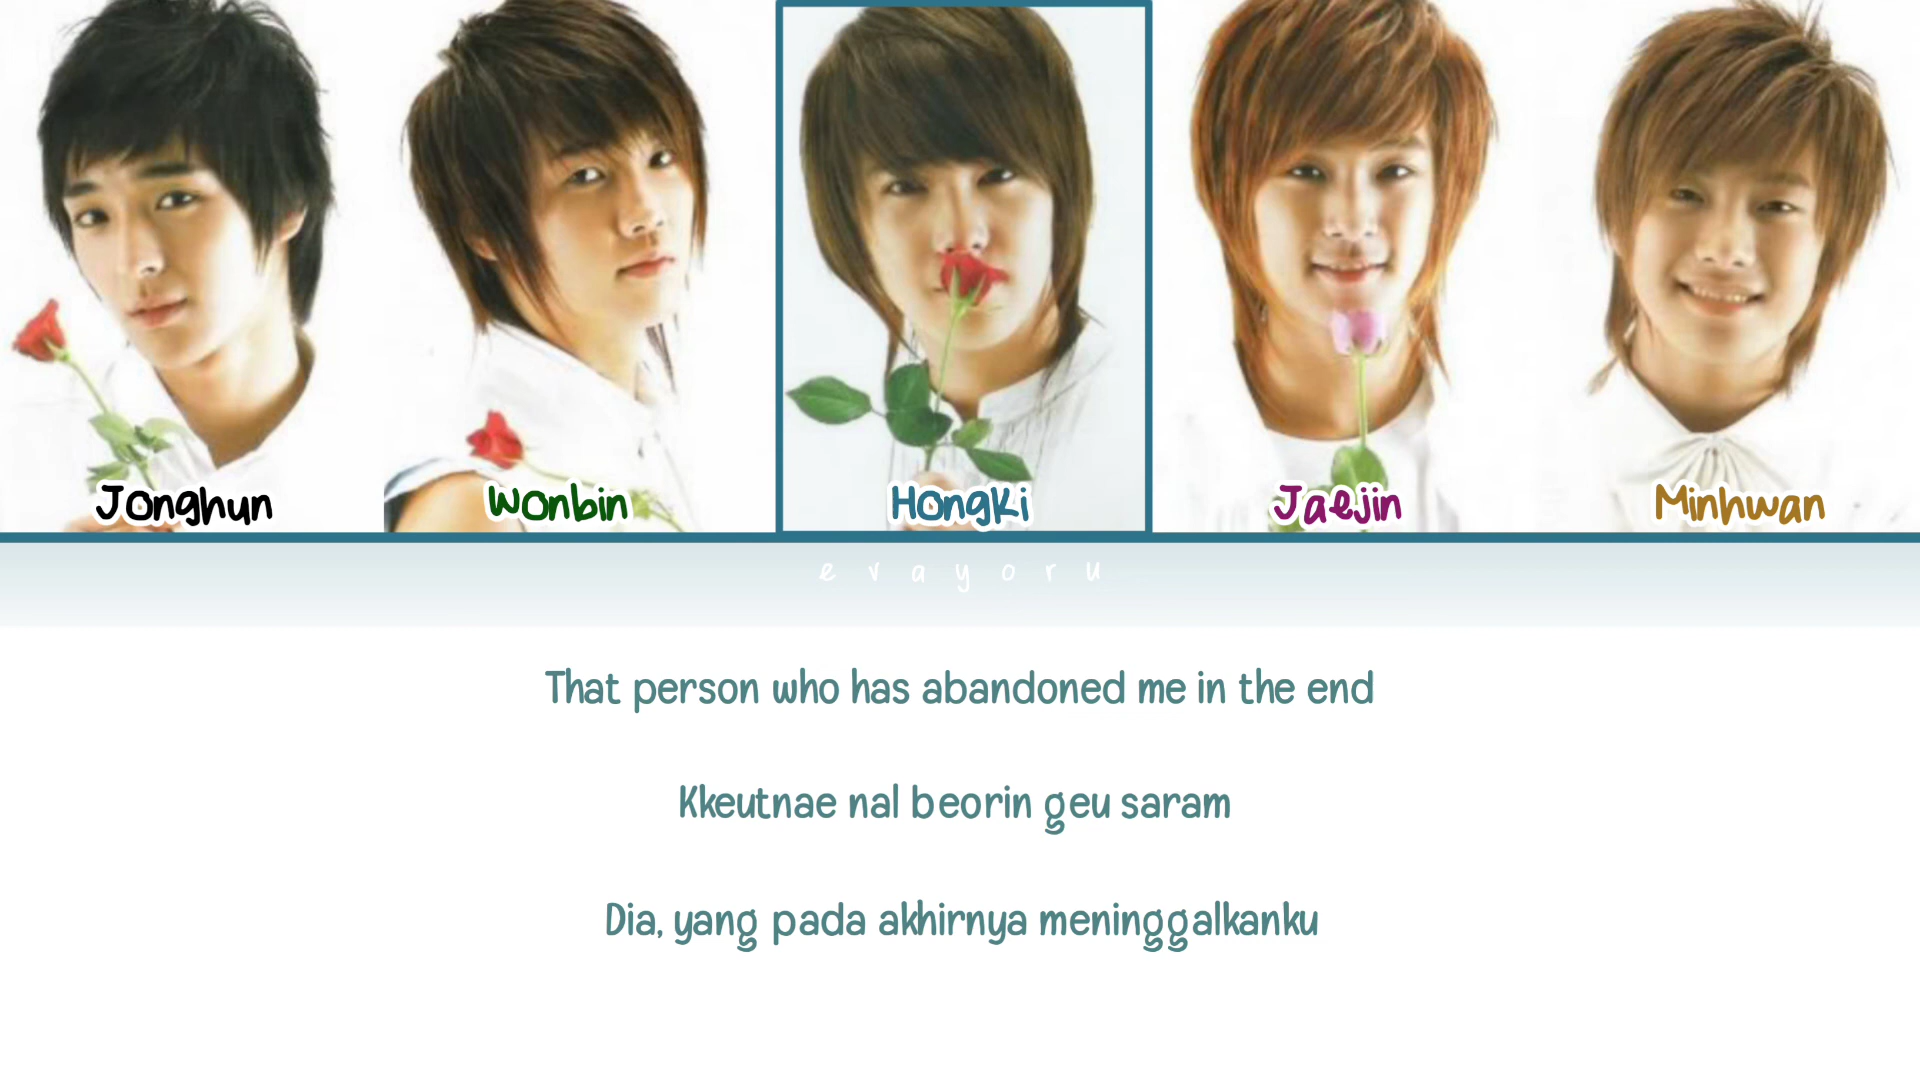 Jonghun
Wonbin
HongKi
Jaejin
Minhwan
evayoru
That person who has abandoned me in the end
Kkeutnae nal beorin geu saram
Dia, yang pada akhirnya meninggalkanku